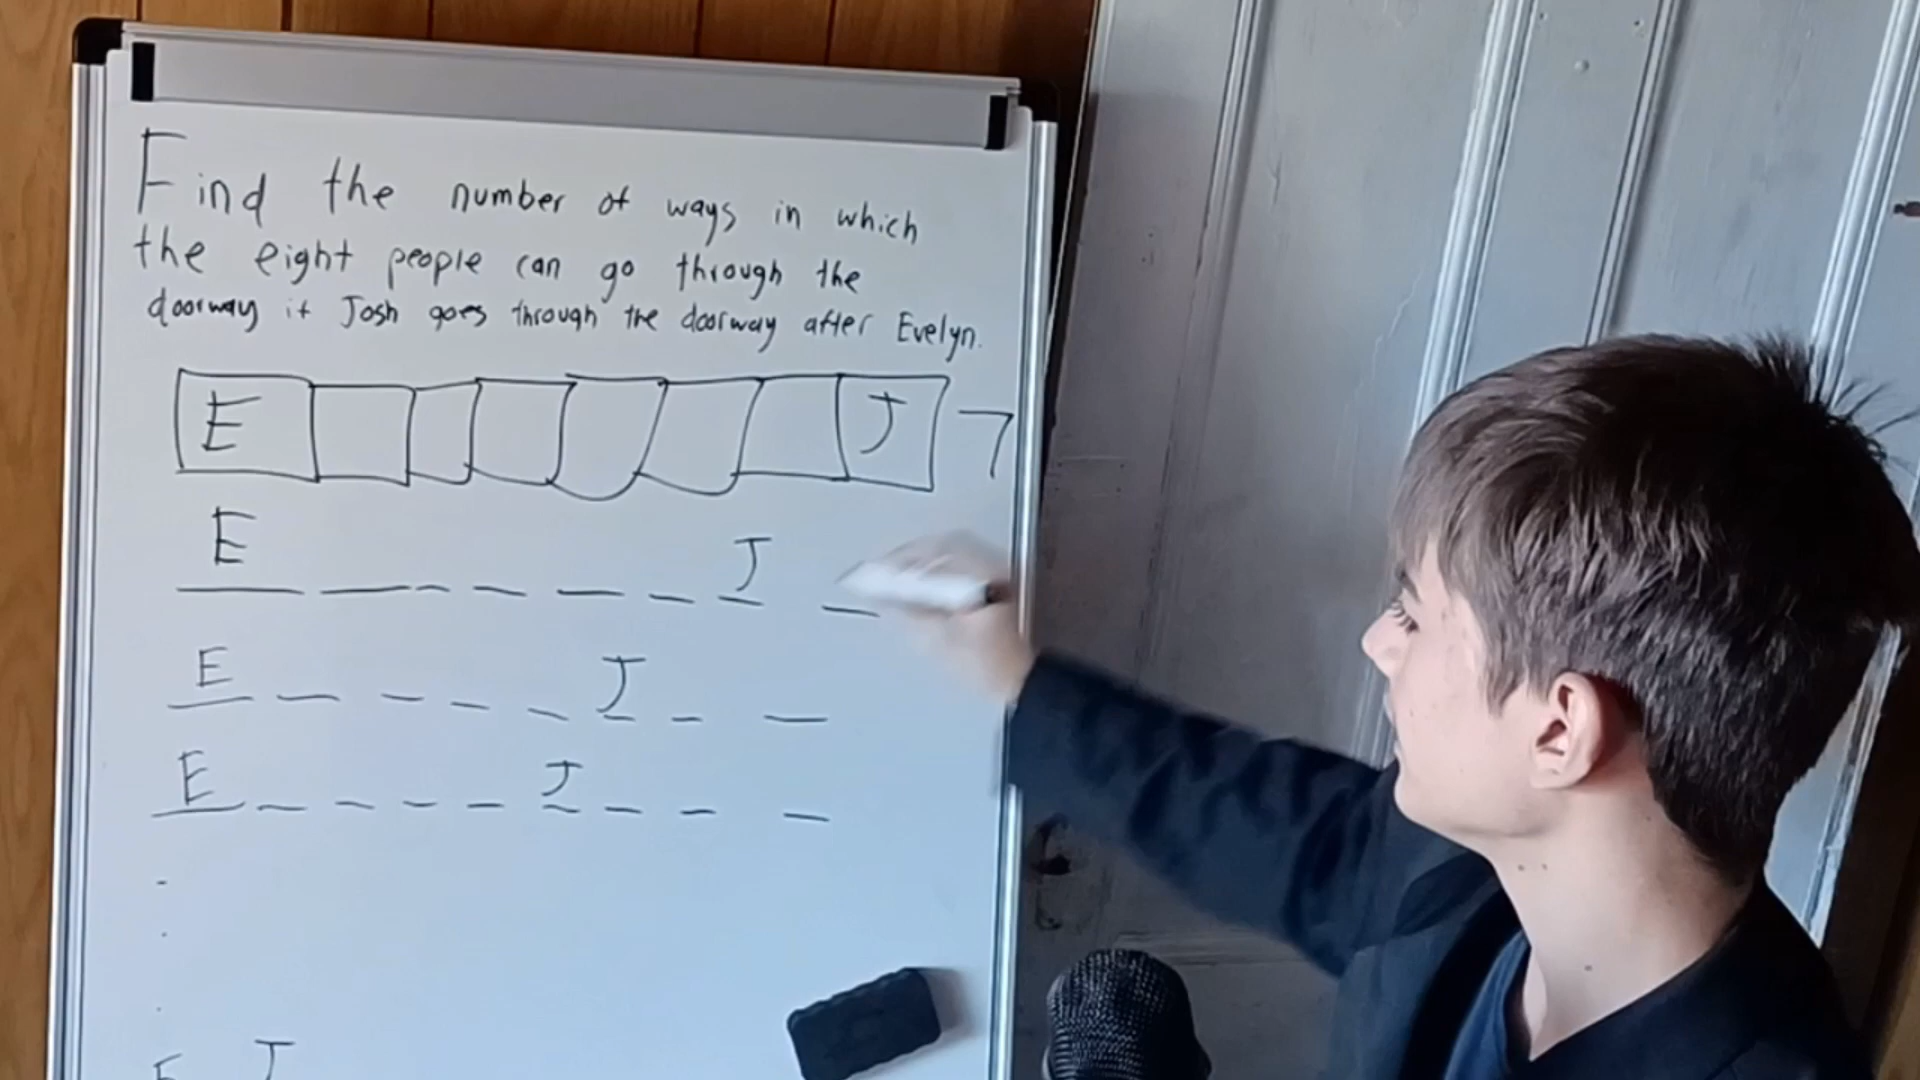 Find the number of ways in which
the eight people can go through the
doorway if Josh goes through the doorway after Evelyn.
E J 7
E J
E J
E J
E J